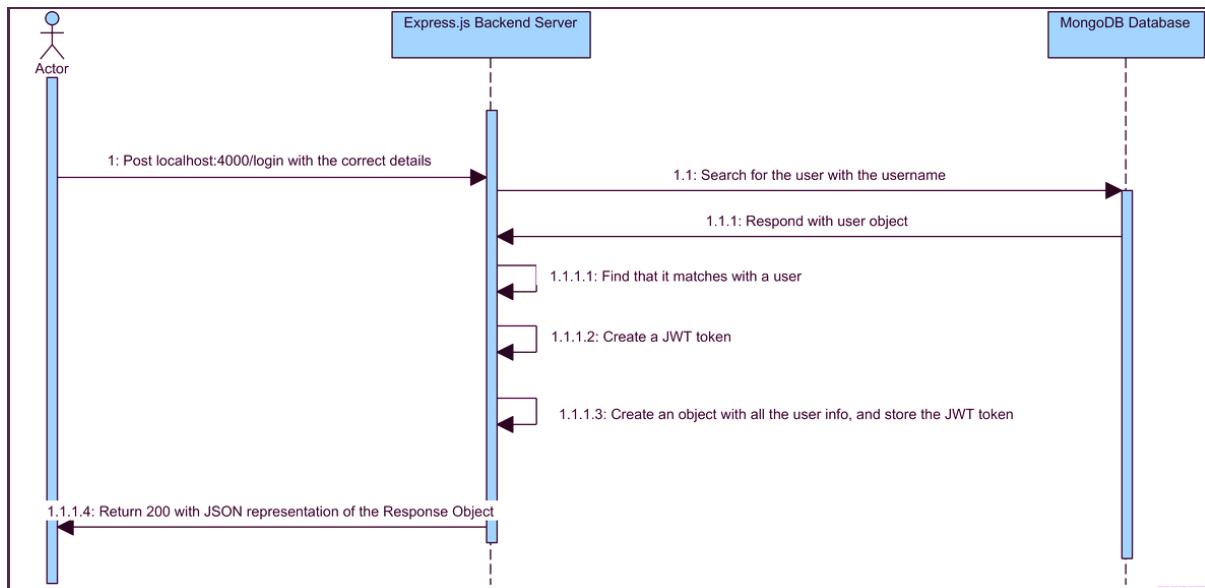 Express.js Backend Server
MongoDB Database
Actor
1: Post localhost:4000/login with the correct details
1.1: Search for the user with the username
1.1.1: Respond with user object
1.1.1.1: Find that it matches with a user
1.1.1.2: Create a JWT token
1.1.1.3: Create an object with all the user info, and store the JWT token
1.1.1.4: Return 200 with JSON representation of the Response Object